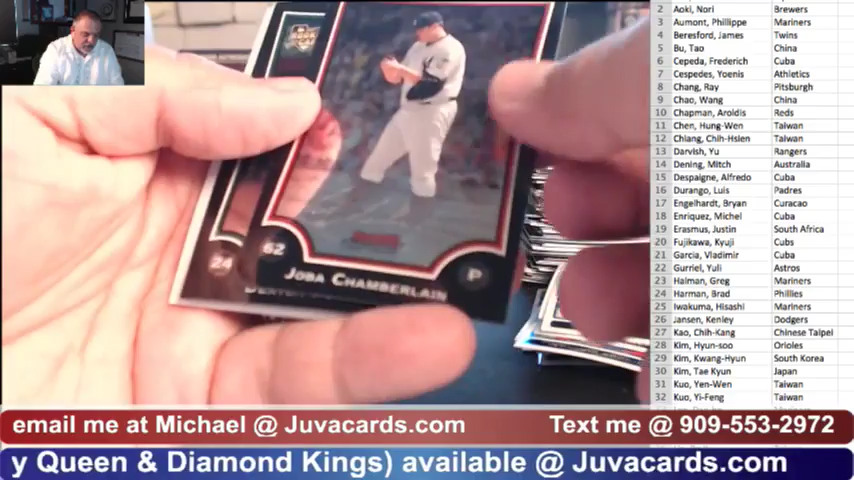 2 Aoki, Nori Brewers
3 Aumont, Phillippe Mariners
4 Beresford, James Twins
5 Bu, Tao China
6 Cepeda, Frederich Cuba
7 Cespedes, Yoenis Athletics
8 Chang, Ray Pitsburgh
9 Chao, Wang China
10 Chapman, Aroldis Reds
11 Chen, Hung-Wen Taiwan
12 Chiang, Chih-Hsien Taiwan
13 Darvish, Yu Rangers
14 Dening, Mitch Australia
15 Despaigne, Alfredo Cuba
16 Durango, Luis Padres
17 Engelhardt, Bryan Curacao
18 Enriquez, Michel Cuba
19 Erasmus, Justin South Africa
20 Fujikawa, Kyuji Cubs
21 Garcia, Vladimir Cuba
22 Gurriel, Yuli Astros
23 Halman, Greg Mariners
24 Harman, Brad Phillies
25 Iwakuma, Hisashi Mariners
26 Jansen, Kenley Dodgers
27 Kao, Chih-Kang Chinese Taipei
28 Kim, Hyun-soo Orioles
29 Kim, Kwang-Hyun South Korea
30 Kim, Tae Kyun Japan
31 Kuo, Yen-Wen Taiwan
32 Kuo, Yi-Feng Taiwan
62 Joba Chamberlain P
24
email me at Michael @ Juvacards.com Text me @ 909-553-2972
y Queen & Diamond Kings) available @ Juvacards.com